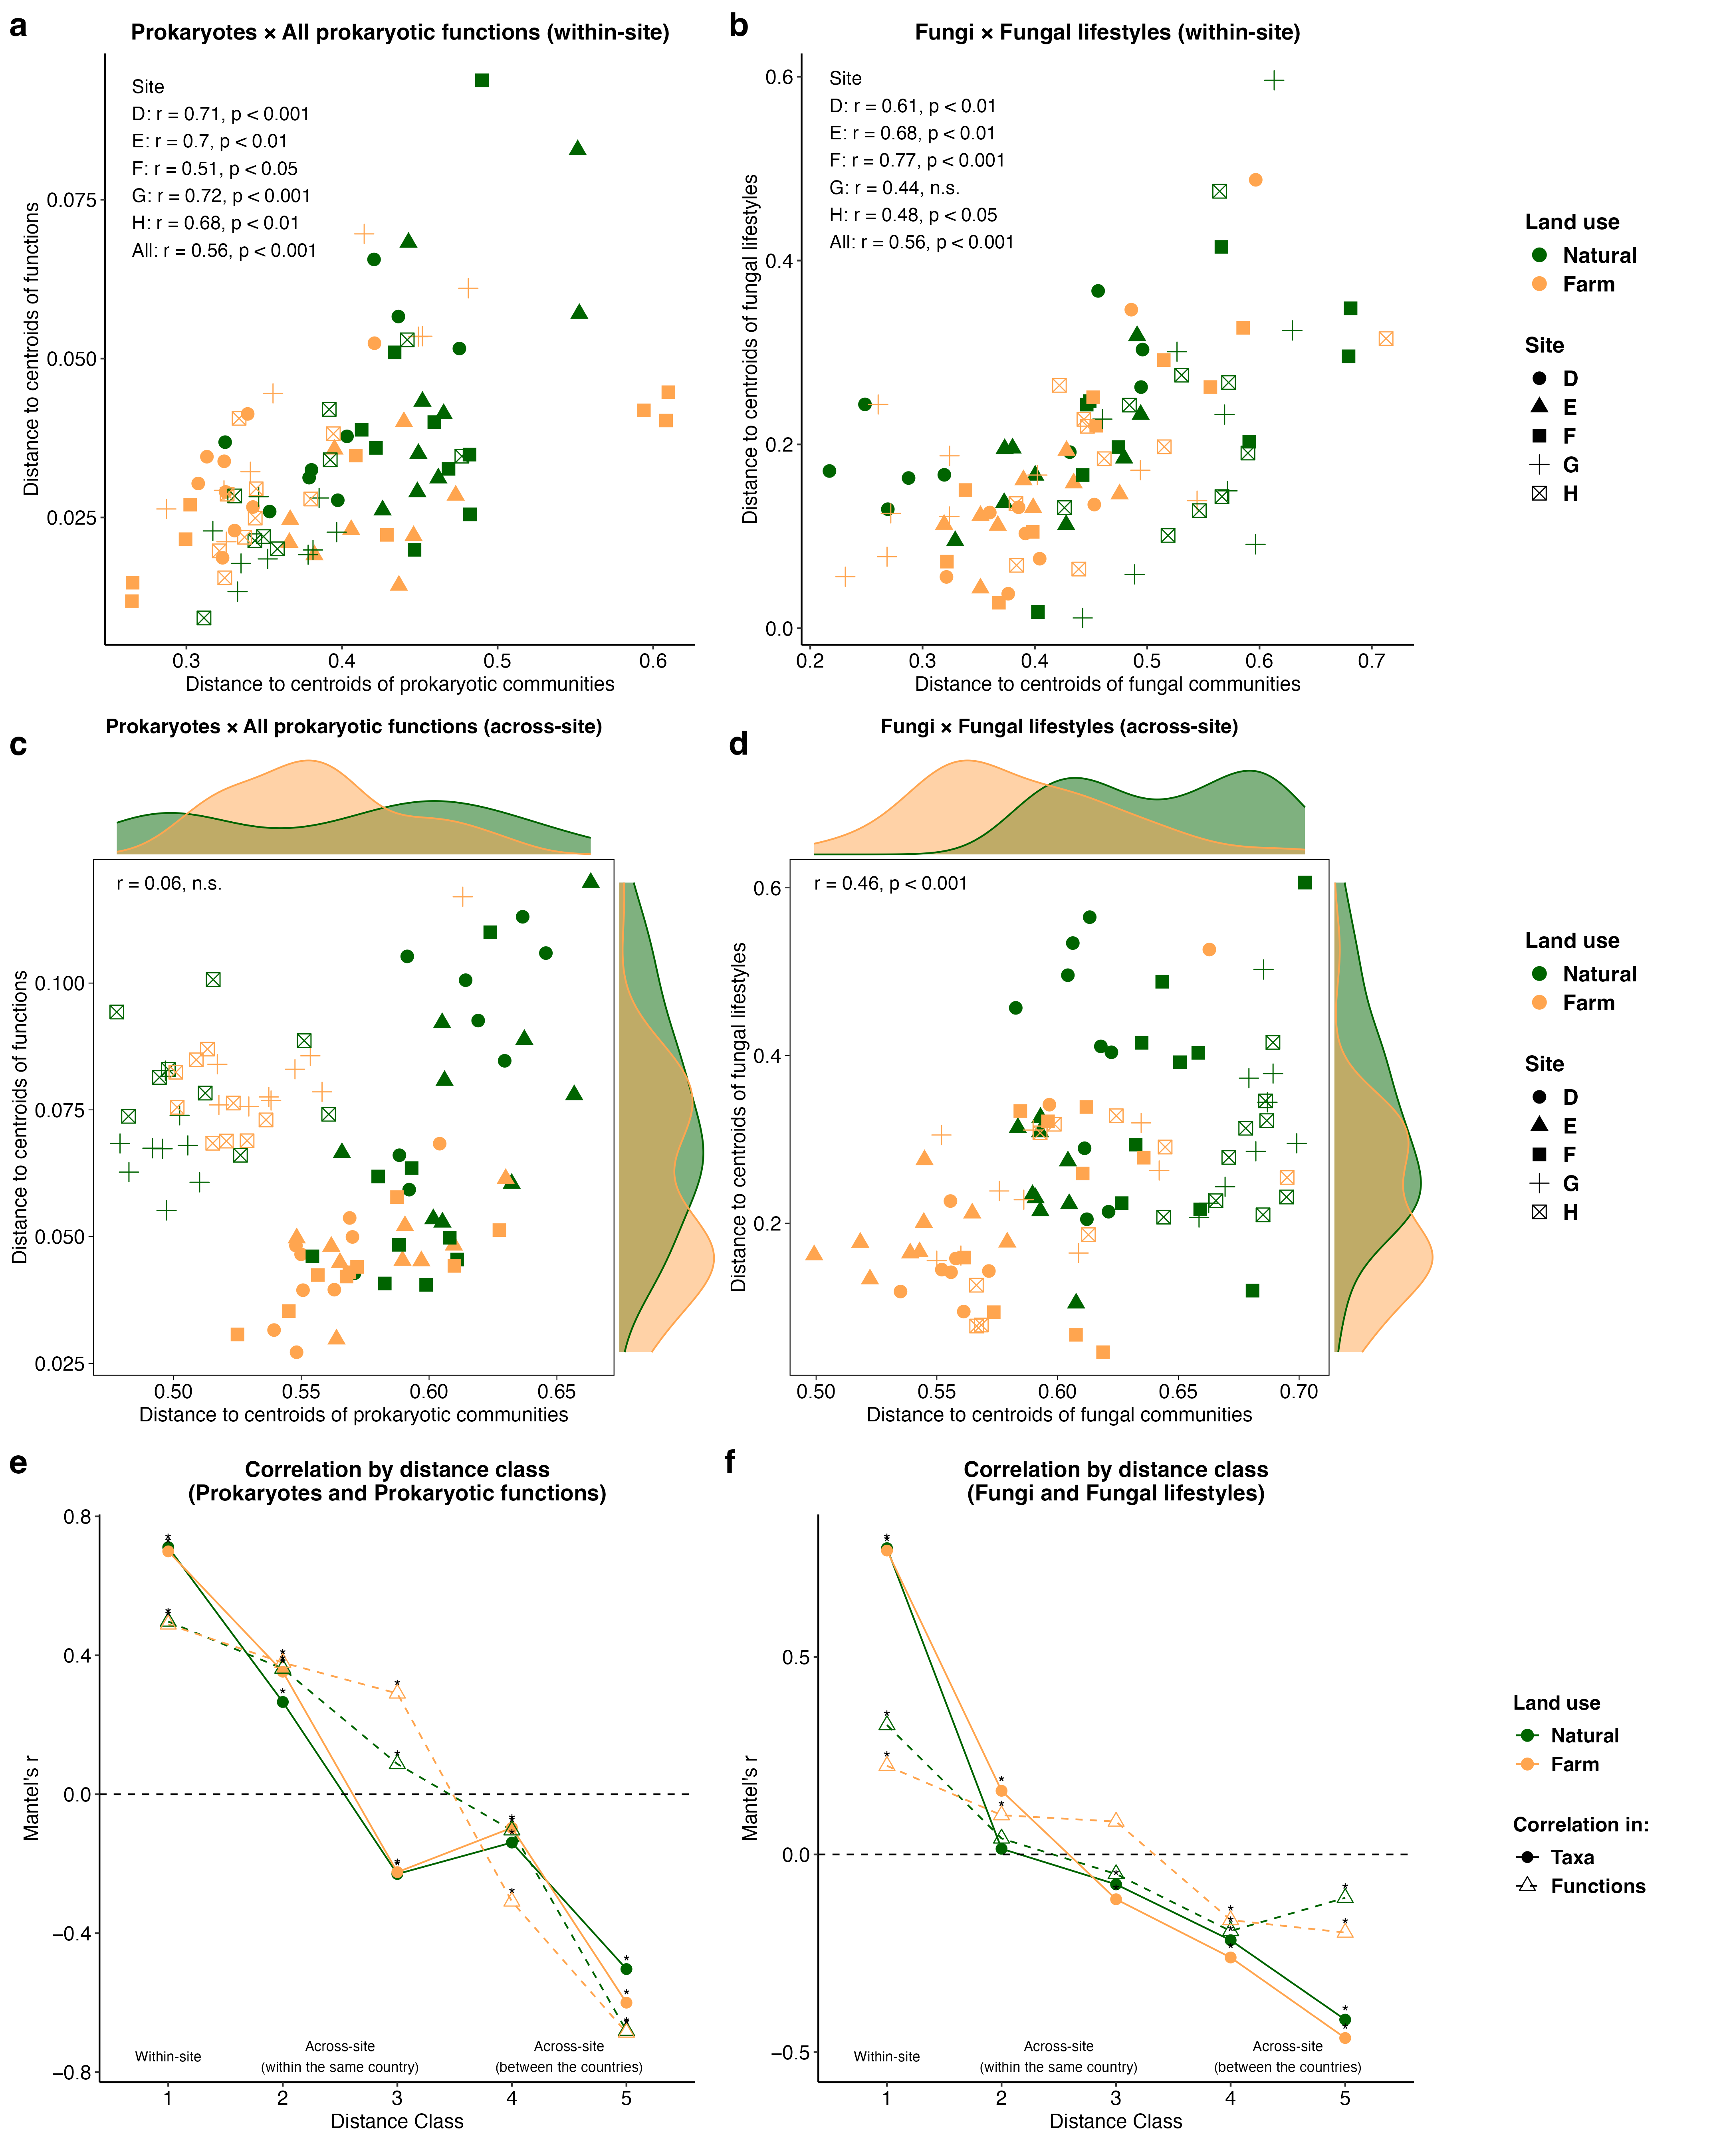 a
Prokaryotes × All prokaryotic functions (within-site)
Site
D: r = 0.71, p < 0.001
E: r = 0.7, p < 0.01
F: r = 0.51, p < 0.05
G: r = 0.72, p < 0.001
H: r = 0.68, p < 0.01
All: r = 0.56, p < 0.001
Distance to centroids of functions
0.075
0.050
0.025
0.3 0.4 0.5 0.6
Distance to centroids of prokaryotic communities
b
Fungi × Fungal lifestyles (within-site)
Site
D: r = 0.61, p < 0.01
E: r = 0.68, p < 0.01
F: r = 0.77, p < 0.001
G: r = 0.44, n.s.
H: r = 0.48, p < 0.05
All: r = 0.56, p < 0.001
Distance to centroids of fungal lifestyles
0.6
0.4
0.2
0.0
0.2 0.3 0.4 0.5 0.6 0.7
Distance to centroids of fungal communities
Land use
Natural
Farm
Site
D
E
F
G
H
c
Prokaryotes × All prokaryotic functions (across-site)
r = 0.06, n.s.
Distance to centroids of functions
0.100
0.075
0.050
0.025
0.50 0.55 0.60 0.65
Distance to centroids of prokaryotic communities
d
Fungi × Fungal lifestyles (across-site)
r = 0.46, p < 0.001
Distance to centroids of fungal lifestyles
0.6
0.4
0.2
0.50 0.55 0.60 0.65 0.70
Distance to centroids of fungal communities
Land use
Natural
Farm
Site
D
E
F
G
H
e
Correlation by distance class
(Prokaryotes and Prokaryotic functions)
Mantel's r
0.8
0.4
0.0
−0.4
−0.8
Within-site
Across-site
(within the same country)
Across-site
(between the countries)
1 2 3 4 5
Distance Class
f
Correlation by distance class
(Fungi and Fungal lifestyles)
Mantel's r
0.5
0.0
−0.5
Within-site
Across-site
(within the same country)
Across-site
(between the countries)
1 2 3 4 5
Distance Class
Land use
Natural
Farm
Correlation in:
Taxa
Functions